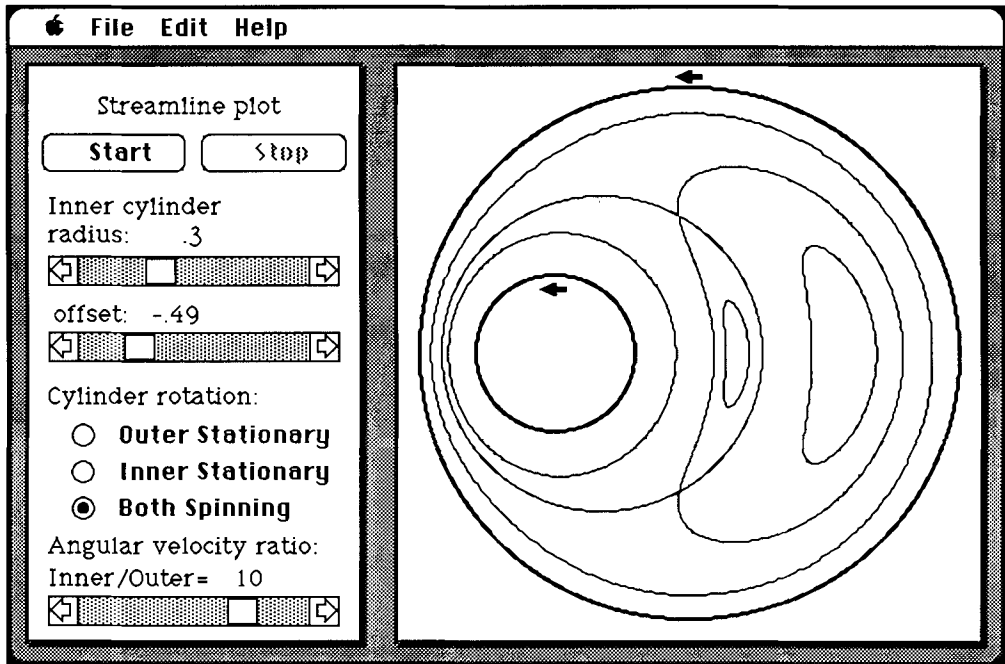 File Edit Help
Streamline plot
Start Stop
Inner cylinder
radius: .3
offset: -.49
Cylinder rotation:
Outer Stationary
Inner Stationary
Both Spinning
Angular velocity ratio:
Inner/Outer= 10